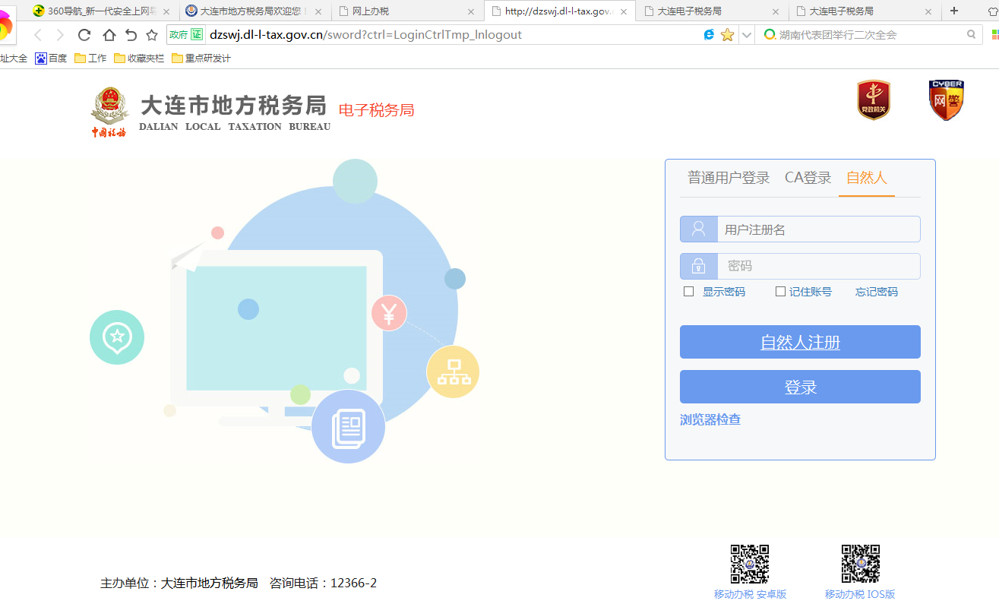 360导航_新一代安全上网导
大连市地方税务局欢迎您!
网上办税
http://dzswj.dl-l-tax.gov.
大连电子税务局
大连电子税务局
政府 证 dzswj.dl-l-tax.gov.cn/sword?ctrl=LoginCtrlTmp_lnlogout
湖南代表团举行二次全会
址大全 百度 工作 收藏夹栏 重点研发计
大连市地方税务局 电子税务局
DALIAN LOCAL TAXATION BUREAU
中国税务
党政机关
CYBER
网警
普通用户登录 CA登录 自然人
用户注册名
密码
显示密码 记住账号 忘记密码
自然人注册
登录
浏览器检查
主办单位：大连市地方税务局 咨询电话：12366-2
移动办税 安卓版 移动办税 IOS版